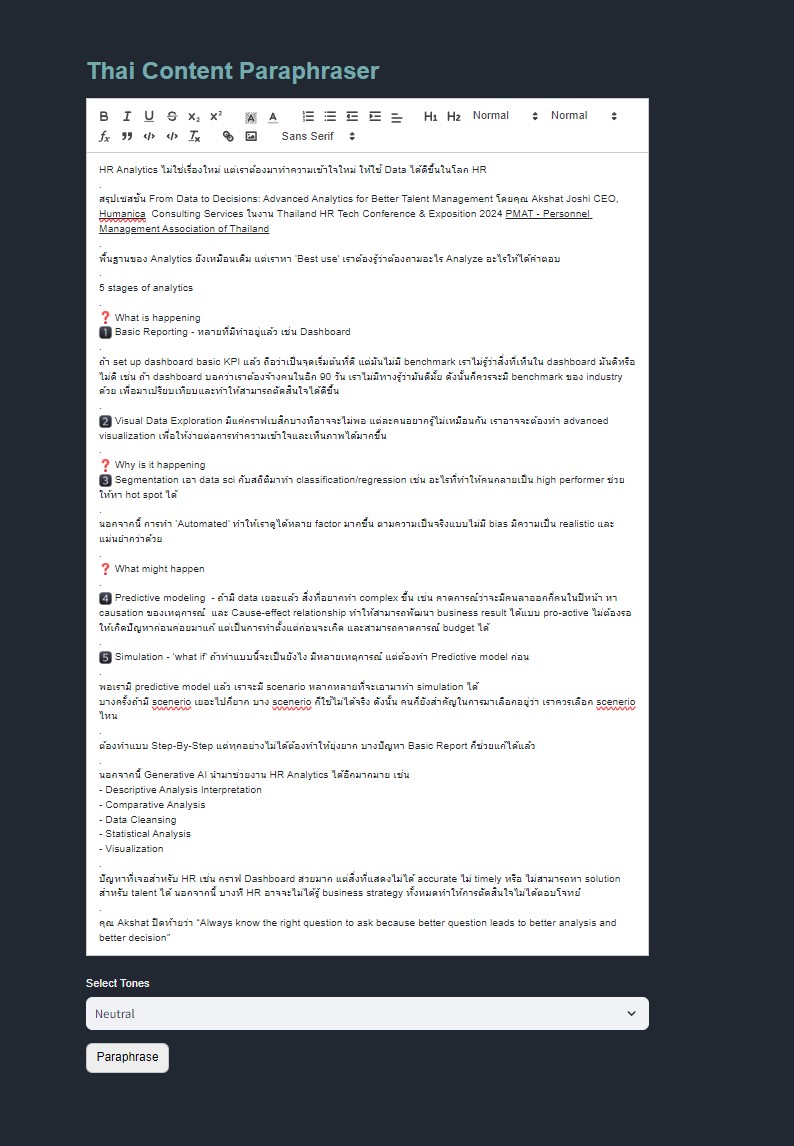 Thai Content Paraphraser
Normal Normal
Sans Serif
HR Analytics ไม่ใช่เรื่องใหม่ แต่เราต้องมาทำความเข้าใจใหม่ ให้ใช้ Data ได้ดีขึ้นในโลก HR
.
สรุปเซสชัน From Data to Decisions: Advanced Analytics for Better Talent Management โดยคุณ Akshat Joshi CEO,
Humanica Consulting Services ในงาน Thailand HR Tech Conference & Exposition 2024 PMAT - Personnel
Management Association of Thailand
.
พื้นฐานของ Analytics ยังเหมือนเดิม แต่เราหา 'Best use' เราต้องรู้ว่าต้องถามอะไร Analyze อะไรให้ได้คำตอบ
.
5 stages of analytics
.
❓ What is happening
1️⃣ Basic Reporting - หลายที่มีทำอยู่แล้ว เช่น Dashboard
.
ถ้า set up dashboard basic KPI แล้ว ถือว่าเป็นจุดเริ่มต้นที่ดี แต่มันไม่มี benchmark เราไม่รู้ว่าสิ่งที่เห็นใน dashboard มันดีหรือ
ไม่ดี เช่น ถ้า dashboard บอกว่าเราต้องจ้างคนในอีก 90 วัน เราไม่มีทางรู้ว่ามันดีมั้ย ดังนั้นก็ควรจะมี benchmark ของ industry
ด้วย เพื่อมาเปรียบเทียบและทำให้สามารถตัดสินใจได้ดีขึ้น
.
2️⃣ Visual Data Exploration มีแค่กราฟเบสิกบางทีอาจจะไม่พอ แต่ละคนอยากรู้ไม่เหมือนกัน เราอาจจะต้องทำ advanced
visualization เพื่อให้ง่ายต่อการทำความเข้าใจและเห็นภาพได้มากขึ้น
.
❓ Why is it happening
3️⃣ Segmentation เอา data sci กับสถิติมาทำ classification/regression เช่น อะไรที่ทำให้คนกลายเป็น high performer ช่วย
ให้หา hot spot ได้
.
นอกจากนี้ การทำ 'Automated' ทำให้เราดูได้หลาย factor มากขึ้น ตามความเป็นจริงแบบไม่มี bias มีความเป็น realistic และ
แม่นยำกว่าด้วย
.
❓ What might happen
.
4️⃣ Predictive modeling - ถ้ามี data เยอะแล้ว สิ่งที่อยากทำ complex ขึ้น เช่น คาดการณ์ว่าจะมีคนลาออกกี่คนในปีหน้า หา
causation ของเหตุการณ์ และ Cause-effect relationship ทำให้สามารถพัฒนา business result ได้แบบ pro-active ไม่ต้องรอ
ให้เกิดปัญหาก่อนค่อยมาแก้ แต่เป็นการทำตั้งแต่ก่อนจะเกิด และสามารถคาดการณ์ budget ได้
.
5️⃣ Simulation - 'what if' ถ้าทำแบบนี้จะเป็นยังไง มีหลายเหตุการณ์ แต่ต้องทำ Predictive model ก่อน
.
พอเรามี predictive model แล้ว เราจะมี scenario หลากหลายที่จะเอามาทำ simulation ได้
บางครั้งถ้ามี scenerio เยอะไปก็ยาก บาง scenerio ก็ใช้ไม่ได้จริง ดังนั้น คนก็ยังสำคัญในการมาเลือกอยู่ว่า เราควรเลือก scenerio
ไหน
.
ต้องทำแบบ Step-By-Step แต่ทุกอย่างไม่ได้ต้องทำให้ยุ่งยาก บางปัญหา Basic Report ก็ช่วยแก้ได้แล้ว
.
นอกจากนี้ Generative AI นำมาช่วยงาน HR Analytics ได้อีกมากมาย เช่น
- Descriptive Analysis Interpretation
- Comparative Analysis
- Data Cleansing
- Statistical Analysis
- Visualization
.
ปัญหาที่เจอสำหรับ HR เช่น กราฟ Dashboard สวยมาก แต่สิ่งที่แสดงไม่ได้ accurate ไม่ timely หรือ ไม่สามารถหา solution
สำหรับ talent ได้ นอกจากนี้ บางที HR อาจจะไม่ได้รู้ business strategy ทั้งหมดทำให้การตัดสินใจไม่ได้ตอบโจทย์
.
คุณ Akshat ปิดท้ายว่า "Always know the right question to ask because better question leads to better analysis and
better decision"
Select Tones
Neutral
Paraphrase